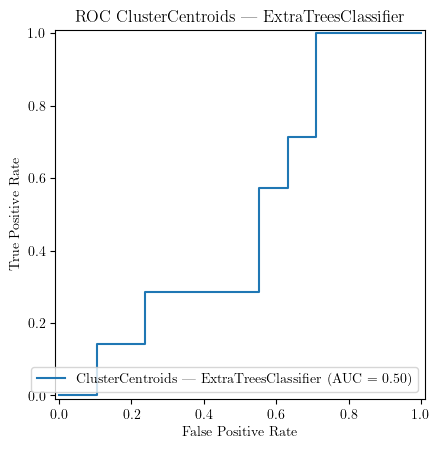 ROC ClusterCentroids — ExtraTreesClassifier
1.0
0.8
0.6
0.4
0.2
0.0
True Positive Rate
ClusterCentroids — ExtraTreesClassifier (AUC = 0.50)
0.0 0.2 0.4 0.6 0.8 1.0
False Positive Rate